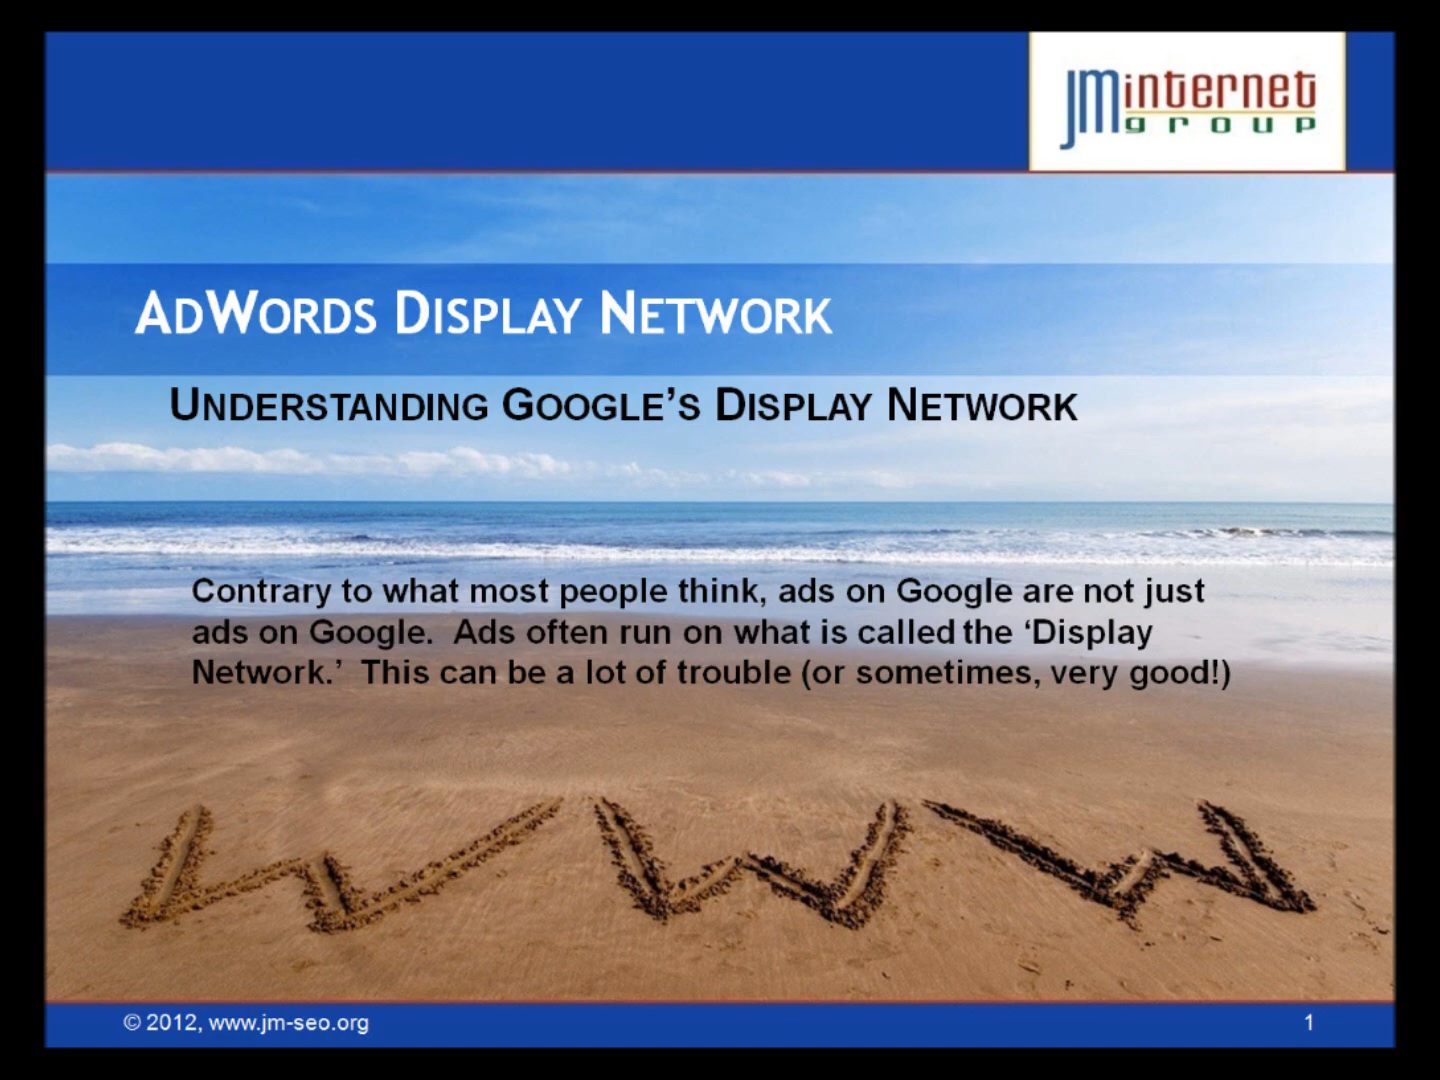 JMinternet
group
AdWords Display Network
Understanding Google's Display Network
Contrary to what most people think, ads on Google are not just
ads on Google.  Ads often run on what is called the ‘Display
Network.’  This can be a lot of trouble (or sometimes, very good!)
WWW
© 2012, www.jm-seo.org
1